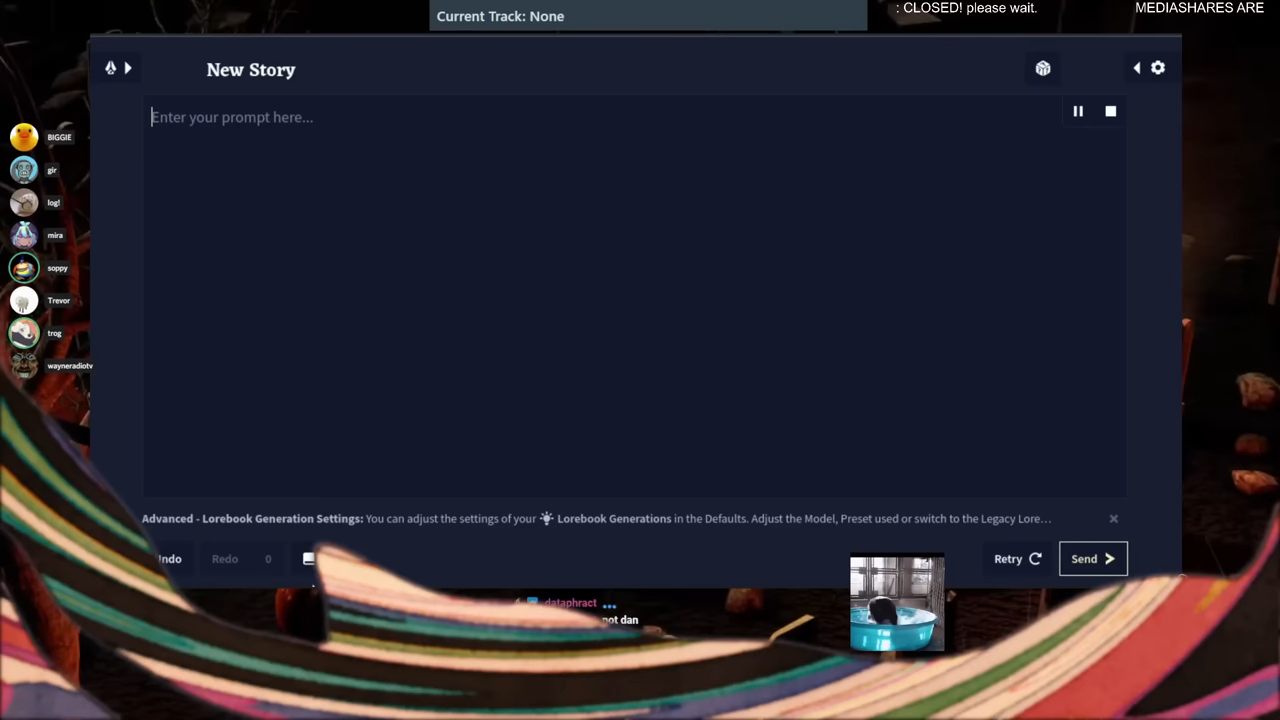 Current Track: None
: CLOSED! please wait.
MEDIASHARES ARE
New Story
Enter your prompt here...
BIGGIE
gir
log!
mira
soppy
Trevor
trog
wayneradiotv
Advanced - Lorebook Generation Settings: You can adjust the settings of your Lorebook Generations in the Defaults. Adjust the Model, Preset used or switch to the Legacy Lore…
ndo
Redo 0
Retry
Send
dataphract
not dan